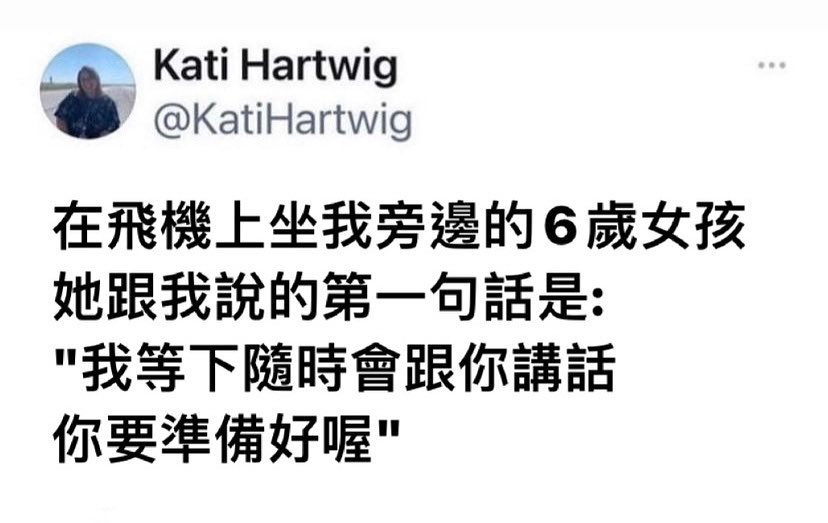 Kati Hartwig
@KatiHartwig
在飛機上坐我旁邊的6歲女孩
她跟我說的第一句話是:
"我等下隨時會跟你講話
你要準備好喔"